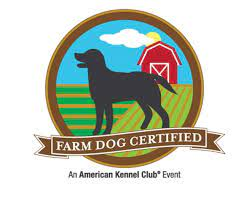 FARM DOG CERTIFIED
An American Kennel Club® Event